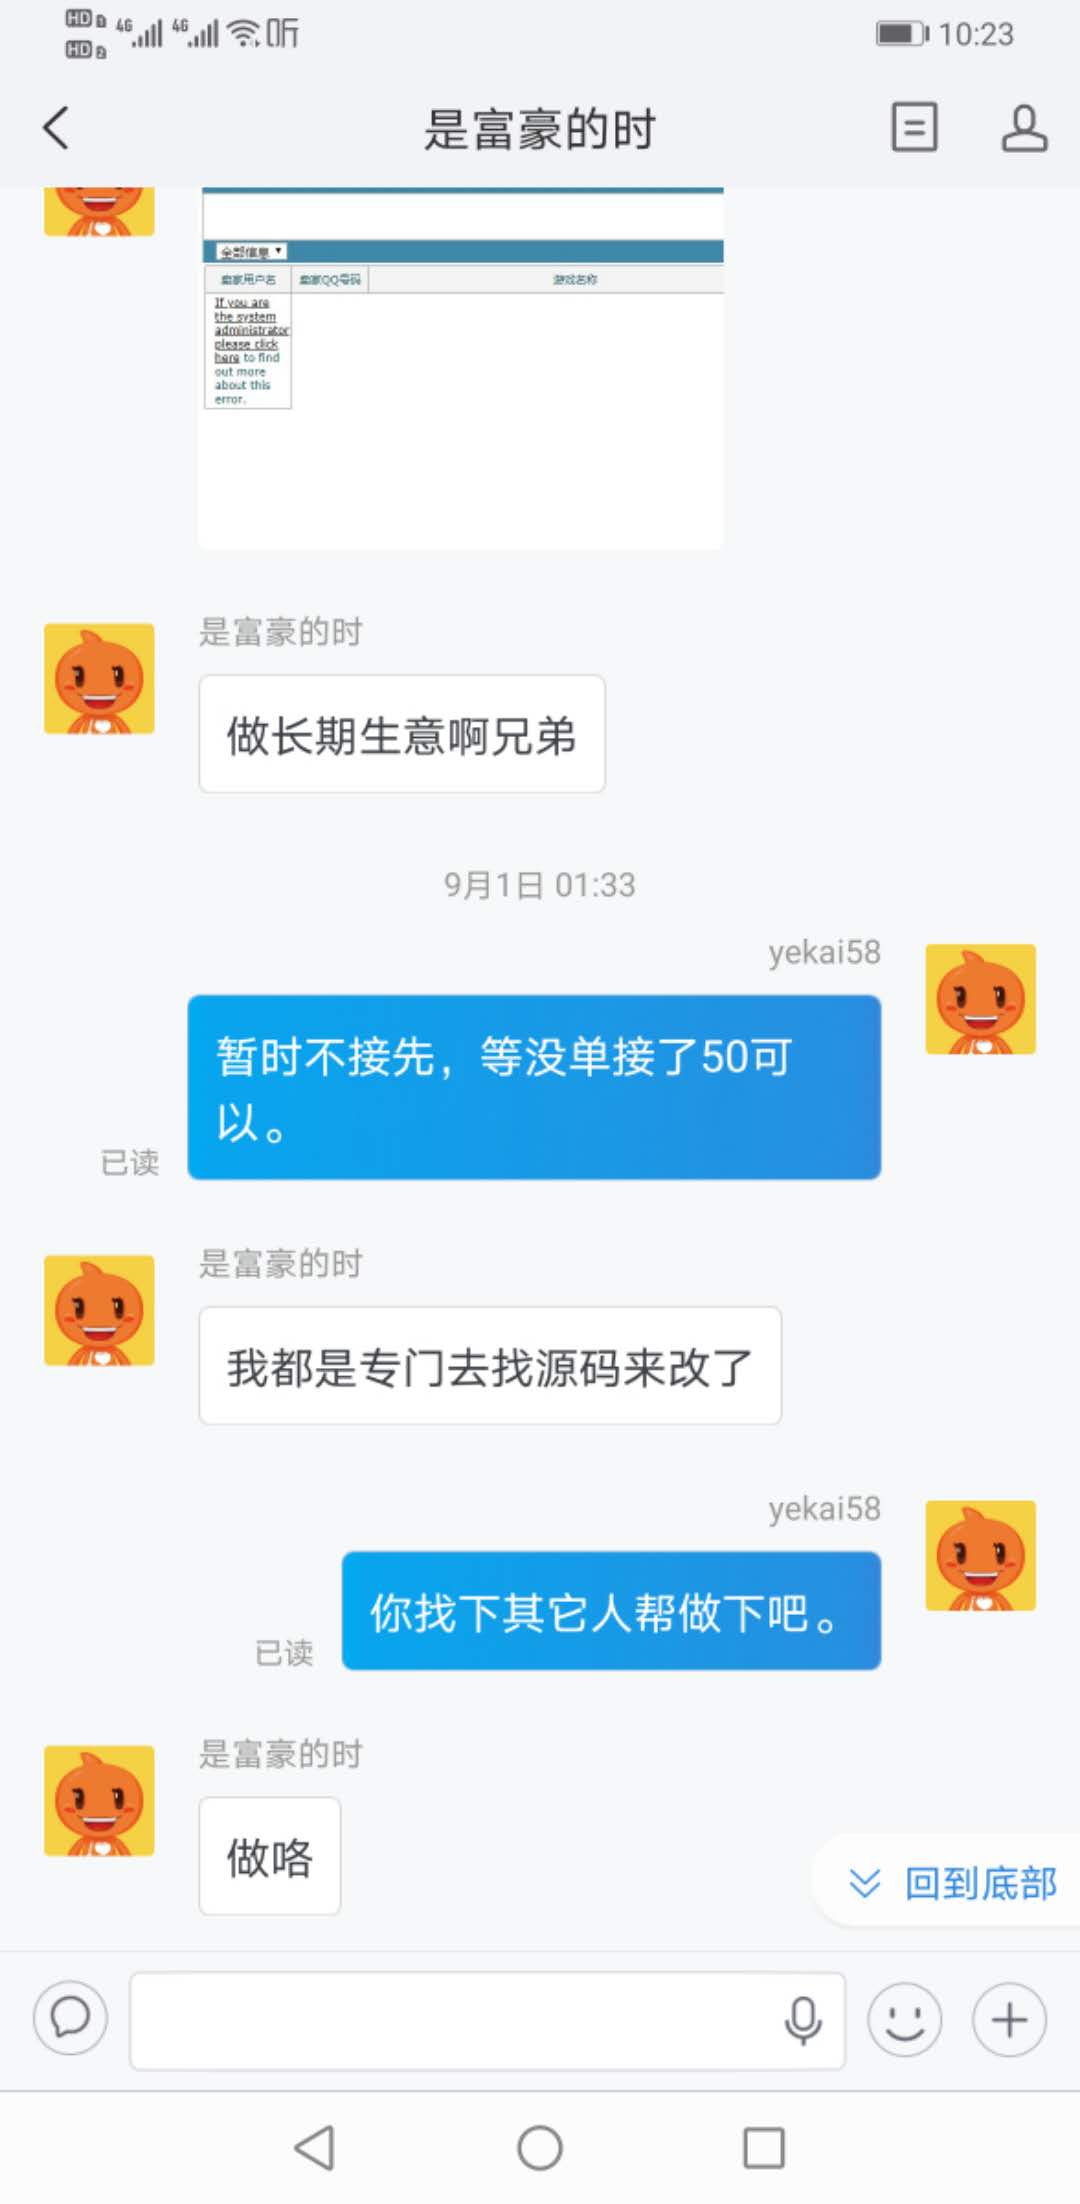 HD 1 4G 4G 听 10:23
HD 2
是富豪的时
全部信息
卖家QQ号码 游戏名称
If you are
the system
administrator
please click
here to find
out more
about this
error.
是富豪的时
做长期生意啊兄弟
9月1日 01:33
yekai58
暂时不接先，等没单接了50可
以。
已读
是富豪的时
我都是专门去找源码来改了
yekai58
你找下其它人帮做下吧。
已读
是富豪的时
做咯
回到底部